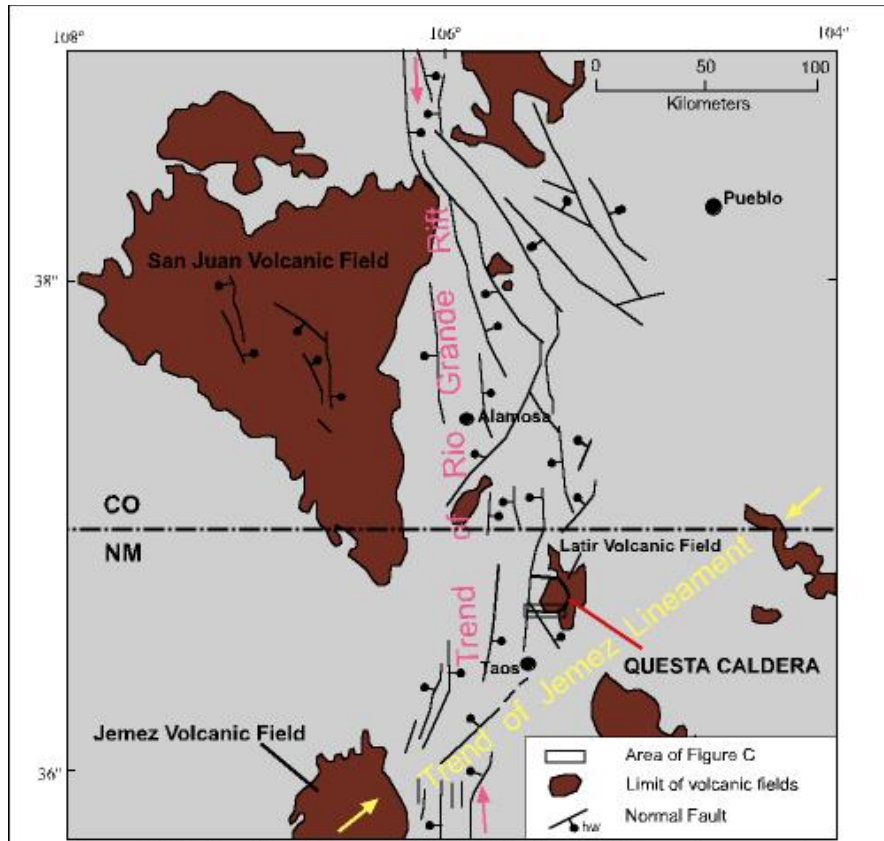 108°
106°
104°
0 50 100
Kilometers
Pueblo
San Juan Volcanic Field
38°
Trend of Rio Grande Rift
Alamosa
CO
NM
Latir Volcanic Field
Trend of Jemez Lineament
Taos
QUESTA CALDERA
Jemez Volcanic Field
36°
Area of Figure C
Limit of volcanic fields
Normal Fault
hw